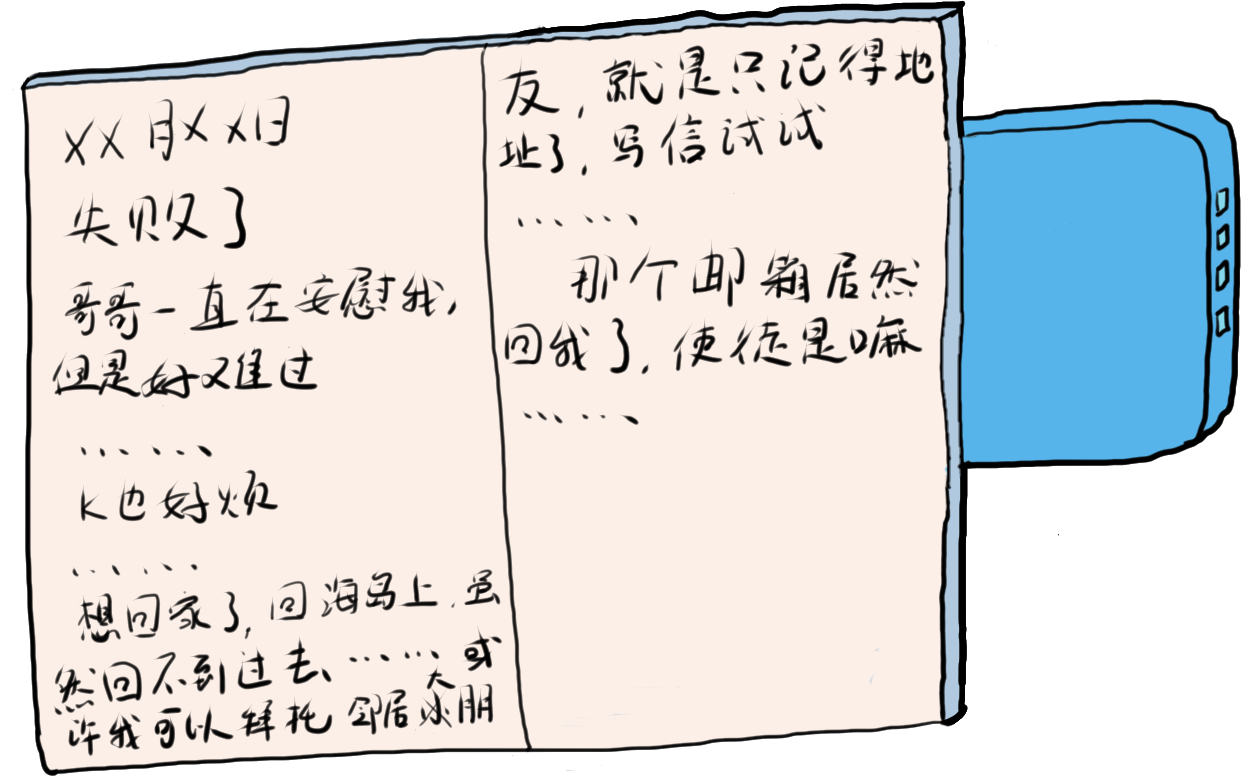 XX月XX日
失败了
哥哥一直在安慰我,
但是好难过
……
K也好烦
……
想回家了,回海岛上.虽
然回不到过去、……或
许我可以拜托邻居大朋
友,就是只记得地
址了,写信试试
……
那个邮箱居然
回我了,使徒是嘛
……